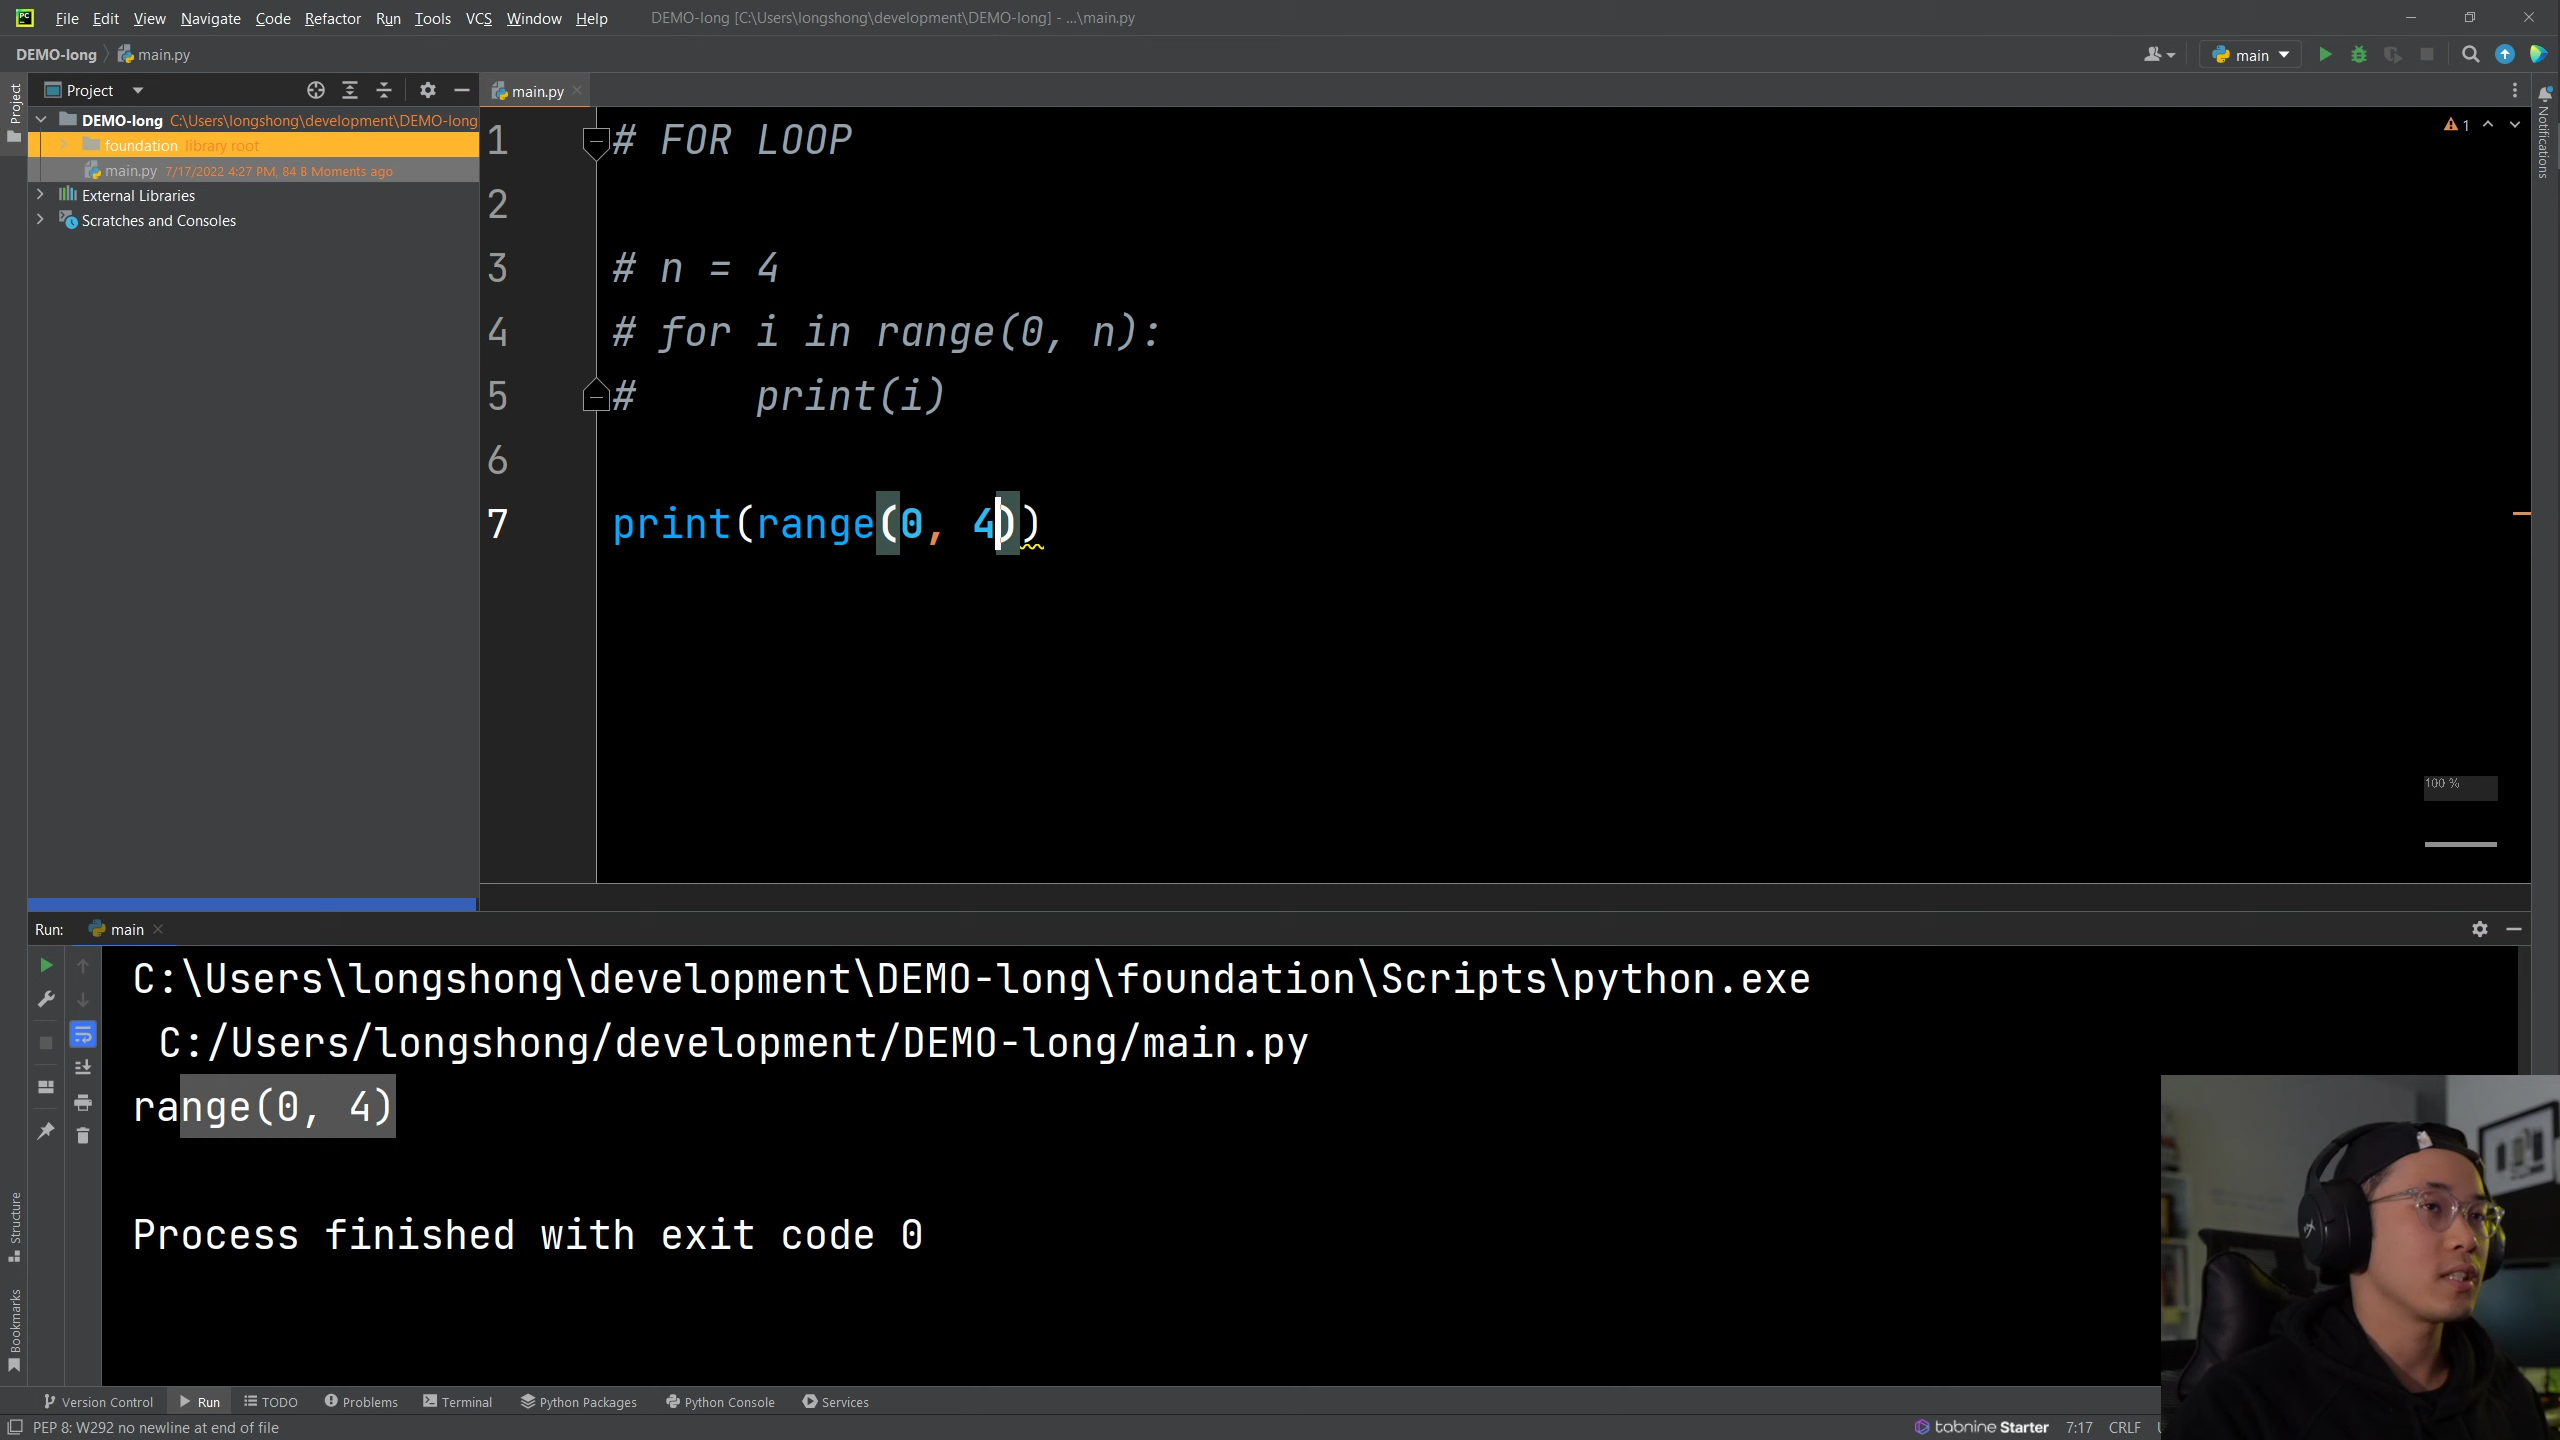 File Edit View Navigate Code Refactor Run Tools VCS Window Help DEMO-long [C:\Users\longshong\development\DEMO-long] - ...\main.py
DEMO-long main.py
main
Project
Project
main.py
DEMO-long C:\Users\longshong\development\DEMO-long
foundation library root
main.py 7/17/2022 4:27 PM, 84 B Moments ago
External Libraries
Scratches and Consoles
1
Notifications
1 # FOR LOOP
2
3 # n = 4
4 # for i in range(0, n):
5 #     print(i)
6
7 print(range(0, 4))
100 %
Run: main
C:\Users\longshong\development\DEMO-long\foundation\Scripts\python.exe
C:/Users/longshong/development/DEMO-long/main.py
range(0, 4)
Process finished with exit code 0
Structure
Bookmarks
Version Control Run TODO Problems Terminal Python Packages Python Console Services
PEP 8: W292 no newline at end of file
tabnine Starter 7:17 CRLF